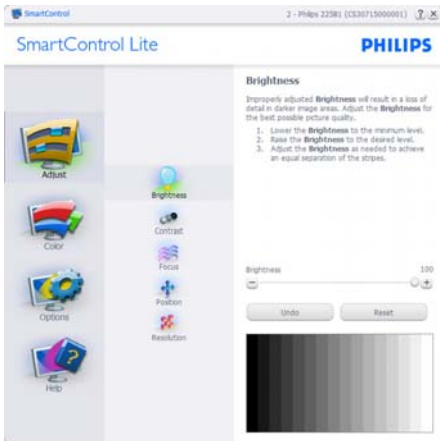 SmartControl
2 - Philips 225B1 (CS30715000001)
SmartControl Lite
PHILIPS
Adjust
Color
Options
Help
Brightness
Contrast
Focus
Position
Resolution
Brightness
Improperly adjusted Brightness will result in a loss of
detail in darker image areas. Adjust the Brightness for
the best possible picture quality.
1. Lower the Brightness to the minimum level.
2. Raise the Brightness to the desired level.
3. Adjust the Brightness as needed to achieve
an equal separation of the stripes.
Brightness 100
Undo Reset